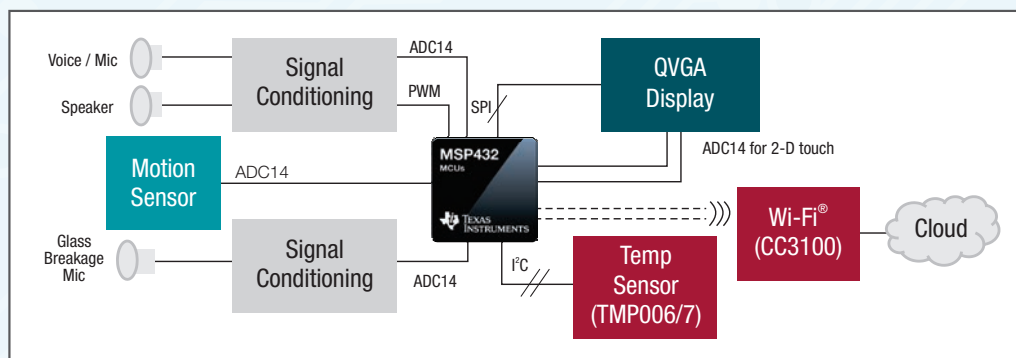 Voice / Mic
Speaker
Signal
Conditioning
ADC14
PWM
SPI
QVGA
Display
ADC14 for 2-D touch
Motion
Sensor
ADC14
MSP432
MCUs
TEXAS
INSTRUMENTS
Wi-Fi®
(CC3100)
Cloud
Glass
Breakage
Mic
Signal
Conditioning
ADC14
I²C
Temp
Sensor
(TMP006/7)